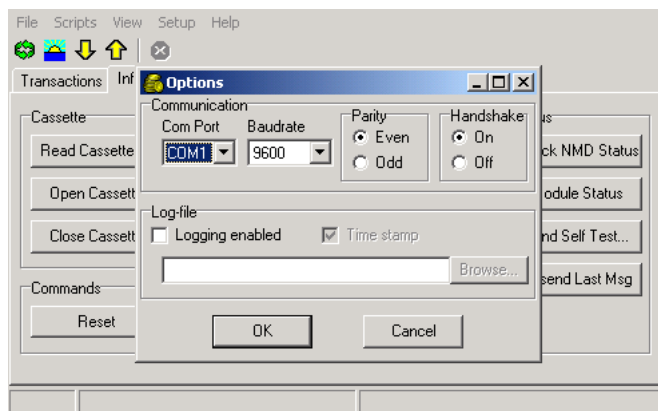 File Scripts View Setup Help
Transactions Inf
Options
Communication
Com Port Baudrate
COM1 9600
Parity
Even
Odd
Handshake
On
Off
Log-file
Logging enabled Time stamp
Browse...
OK Cancel
Cassette
Read Cassette
Open Cassett
Close Cassett
Commands
Reset
us
ck NMD Status
odule Status
nd Self Test...
send Last Msg